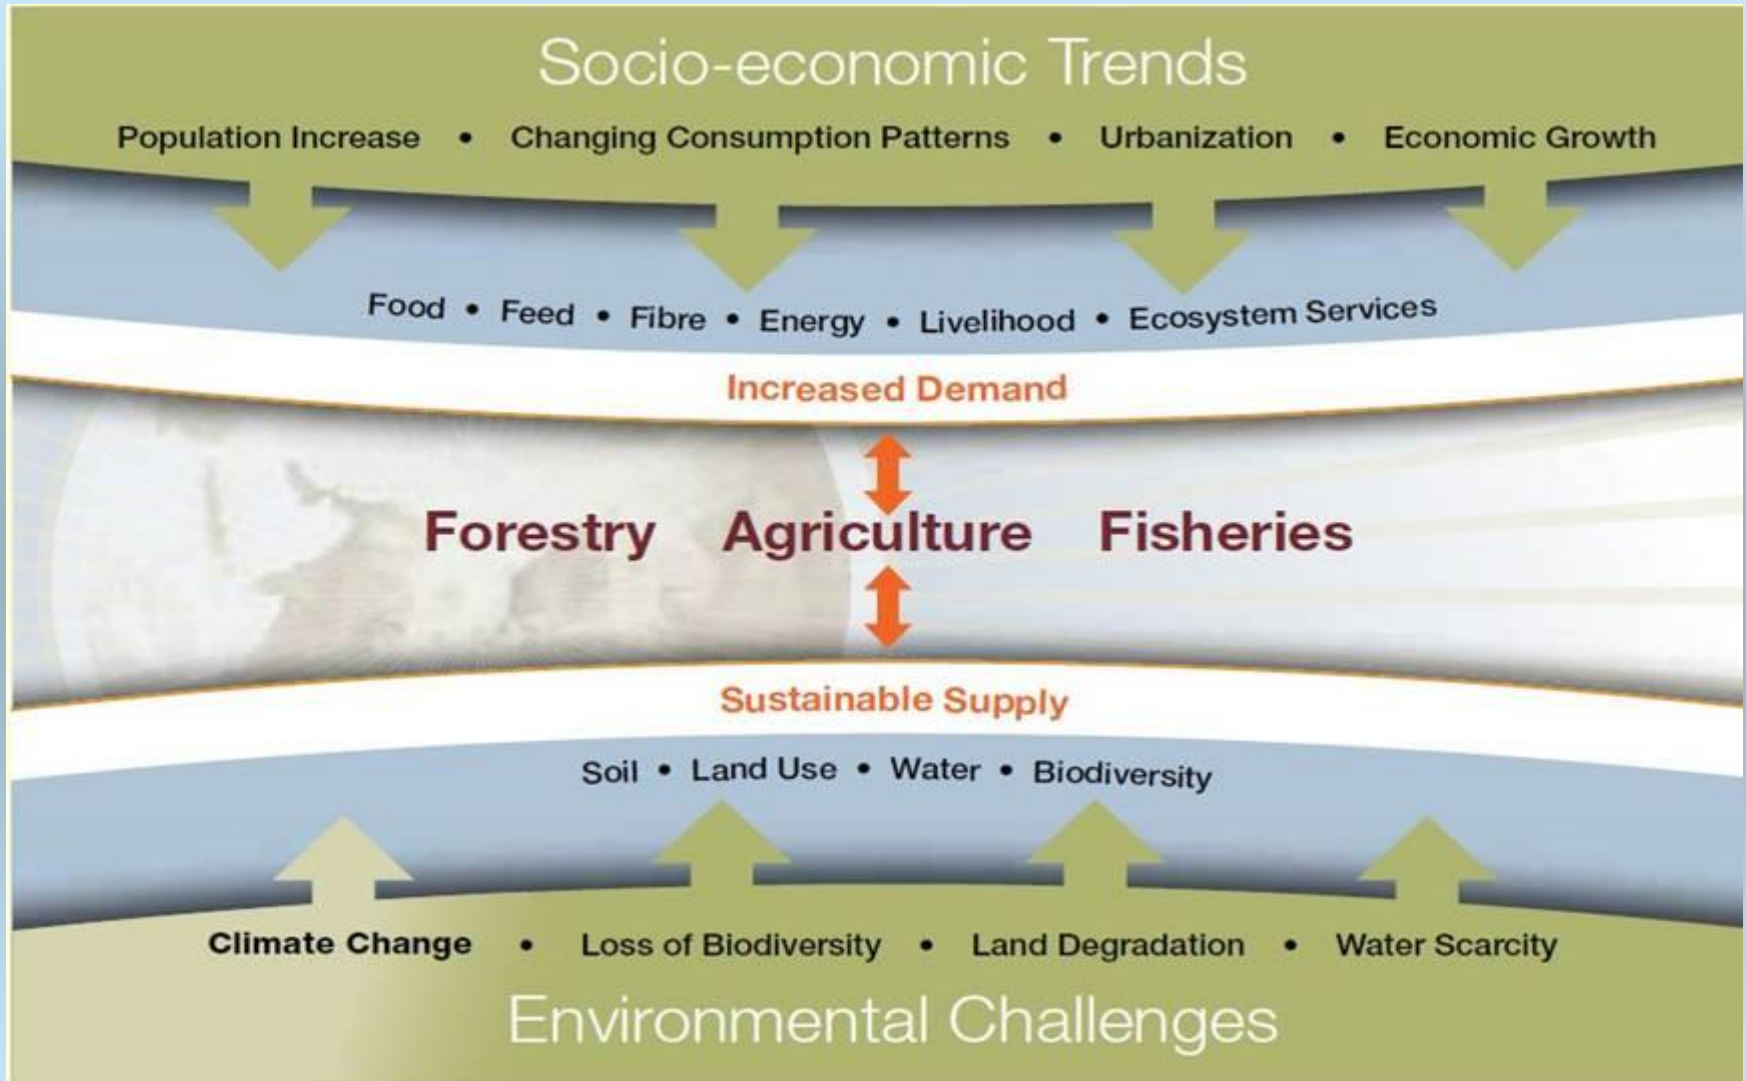 Socio-economic Trends
Population Increase • Changing Consumption Patterns • Urbanization • Economic Growth
Food • Feed • Fibre • Energy • Livelihood • Ecosystem Services
Increased Demand
Forestry Agriculture Fisheries
Sustainable Supply
Soil • Land Use • Water • Biodiversity
Climate Change • Loss of Biodiversity • Land Degradation • Water Scarcity
Environmental Challenges